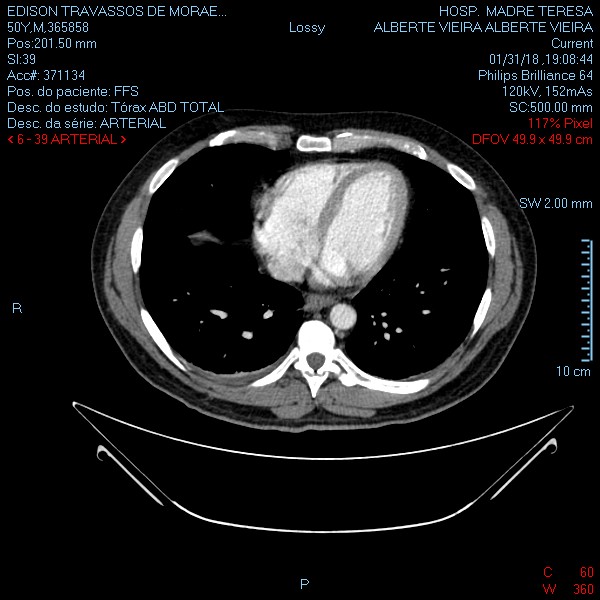 EDISON TRAVASSOS DE MORAE...
50Y,M,365858
Pos:201.50 mm
SI:39
Acc#: 371134
Pos. do paciente: FFS
Desc. do estudo: Tórax ABD TOTAL
Desc. da série: ARTERIAL
< 6 - 39 ARTERIAL >
Lossy
HOSP. MADRE TERESA
ALBERTE VIEIRA ALBERTE VIEIRA
Current
01/31/18 ,19:08:44
Philips Brilliance 64
120kV, 152mAs
SC:500.00 mm
117% Pixel
DFOV 49.9 x 49.9 cm
SW 2.00 mm
R
10 cm
P
C 60
W 360